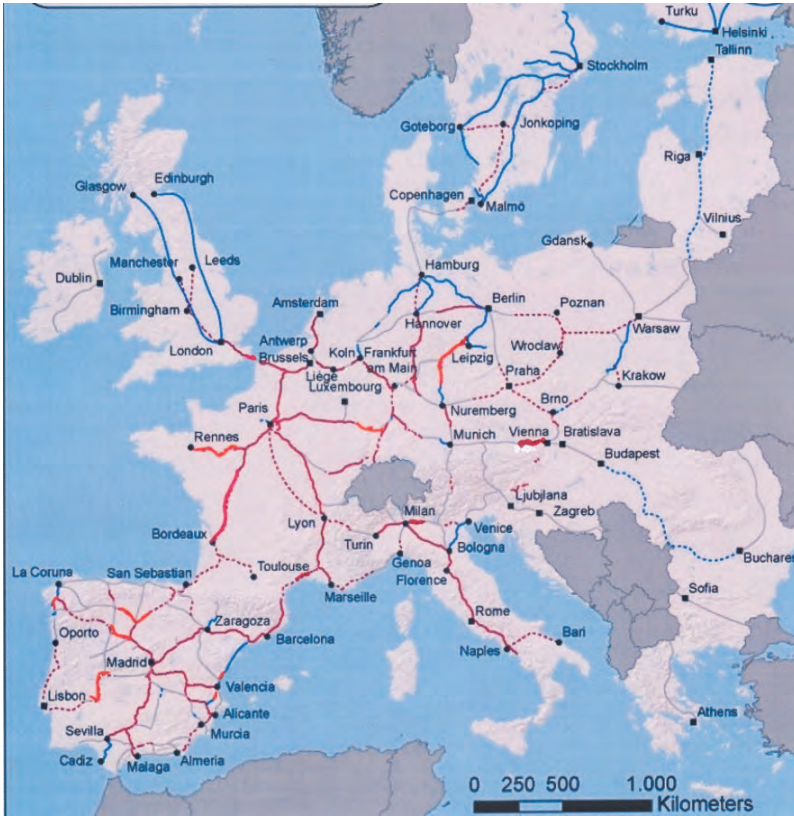 Turku
Helsinki
Tallinn
Stockholm
Goteborg
Jonkoping
Riga
Copenhagen
Malmö
Vilnius
Glasgow
Edinburgh
Gdansk
Manchester
Leeds
Dublin
Hamburg
Birmingham
Amsterdam
Berlin
Poznan
Hannover
Warsaw
London
Antwerp
Brussels
Koln
Frankfurt
am Main
Leipzig
Wroclaw
Liège
Luxembourg
Praha
Krakow
Paris
Nuremberg
Brno
Rennes
Munich
Vienna
Bratislava
Budapest
Ljubjlana
Zagreb
Lyon
Milan
Venice
Bordeaux
Turin
Bologna
Buchares
Genoa
Florence
La Coruna
San Sebastian
Toulouse
Marseille
Sofia
Oporto
Zaragoza
Barcelona
Rome
Bari
Madrid
Naples
Lisbon
Valencia
Alicante
Sevilla
Murcia
Athens
Cadiz
Malaga
Almeria
0 250 500 1.000
Kilometers